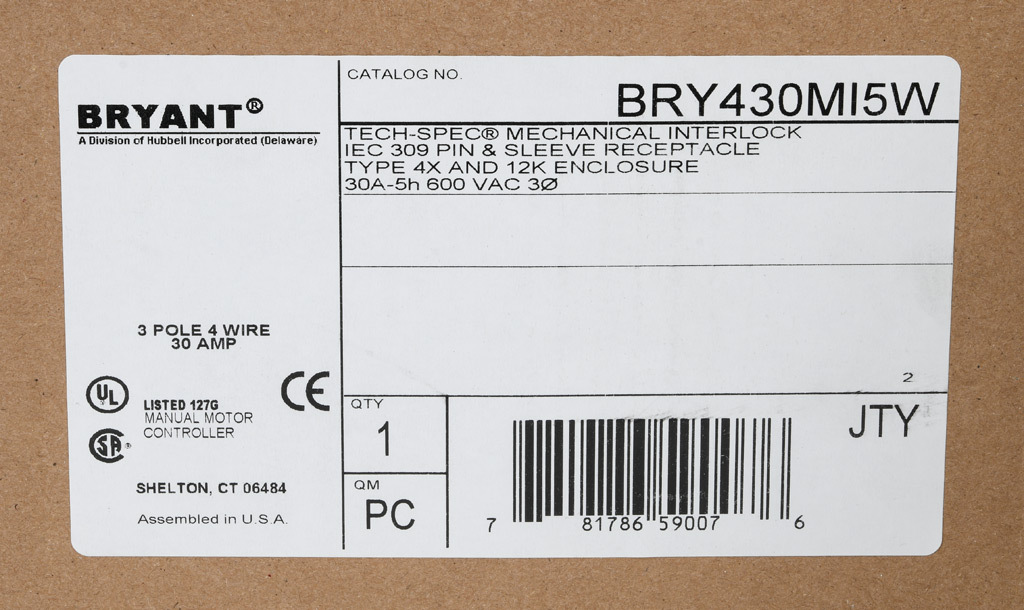 BRYANT®
A Division of Hubbell Incorporated (Delaware)
3 POLE 4 WIRE
30 AMP
UL
LISTED 127G
MANUAL MOTOR
CONTROLLER
CE
SA®
SHELTON, CT 06484
Assembled in U.S.A.
CATALOG NO.
BRY430MI5W
TECH-SPEC® MECHANICAL INTERLOCK
IEC 309 PIN & SLEEVE RECEPTACLE
TYPE 4X AND 12K ENCLOSURE
30A-5h 600 VAC 3Ø
2
QTY
1
QM
PC
JTY
7 81786 59007 6